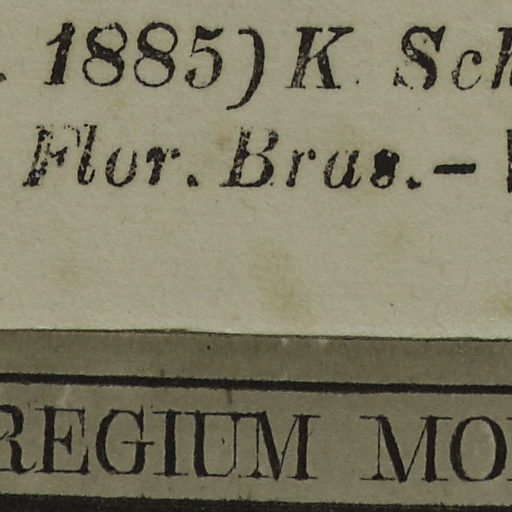 . 1885) K. Sch
Flor. Bras.–
REGIUM MO